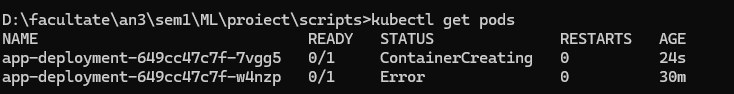 D:\facultate\an3\sem1\ML\proiect\scripts>kubectl get pods
NAME READY STATUS RESTARTS AGE
app-deployment-649cc47c7f-7vgg5 0/1 ContainerCreating 0 24s
app-deployment-649cc47c7f-w4nzp 0/1 Error 0 30m